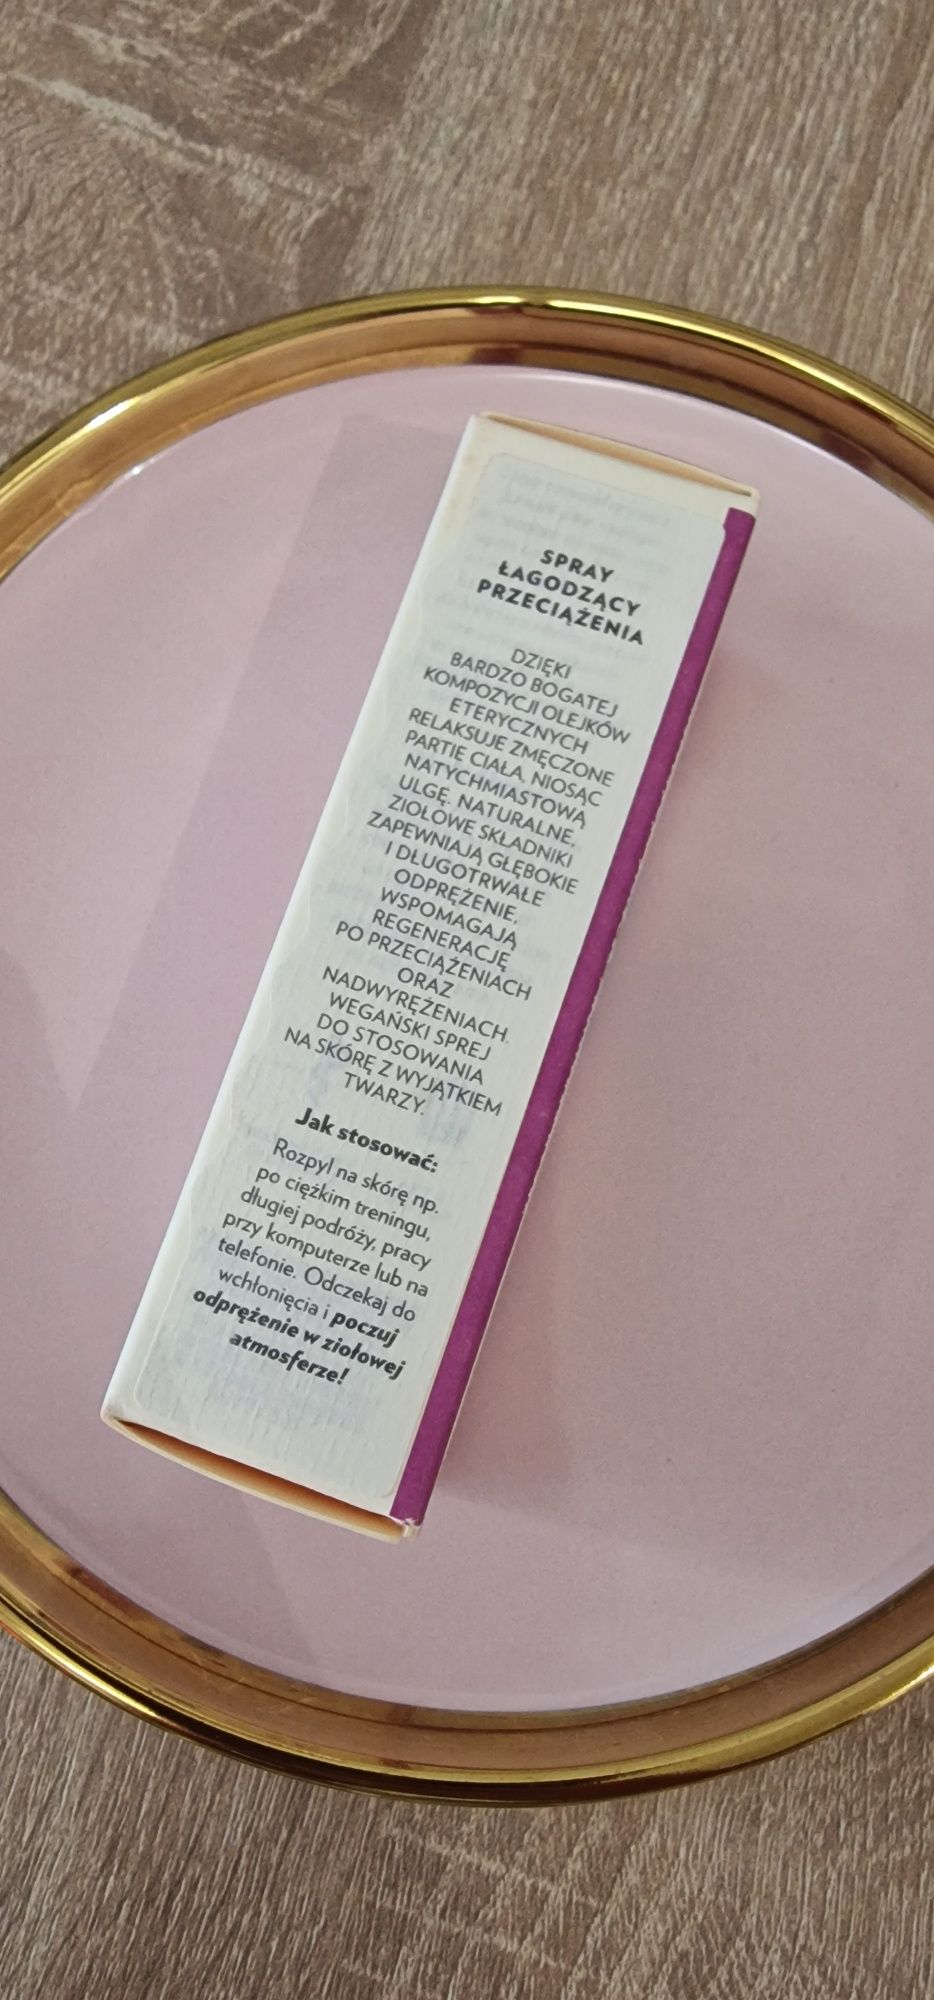 SPRAY
ŁAGODZĄCY
PRZECIĄŻENIA
DZIĘKI
BARDZO BOGATEJ
KOMPOZYCJI OLEJKÓW
ETERYCZNYCH
RELAKSUJE ZMĘCZONE
PARTIE CIAŁA, NIOSĄC
NATYCHMIASTOWĄ
ULGĘ. NATURALNE,
ZIOŁOWE SKŁADNIKI
ZAPEWNIAJĄ GŁĘBOKIE
I DŁUGOTRWAŁE
ODPRĘŻENIE,
WSPOMAGAJĄ
REGENERACJĘ
PO PRZECIĄŻENIACH
ORAZ
NADWYRĘŻENIACH.
WEGAŃSKI SPREJ
DO STOSOWANIA
NA SKÓRĘ Z WYJĄTKIEM
TWARZY.
Jak stosować:
Rozpyl na skórę np.
po ciężkim treningu,
długiej podróży, pracy
przy komputerze lub na
telefonie. Odczekaj do
wchłonięcia i poczuj
odprężenie w ziołowej
atmosferze!